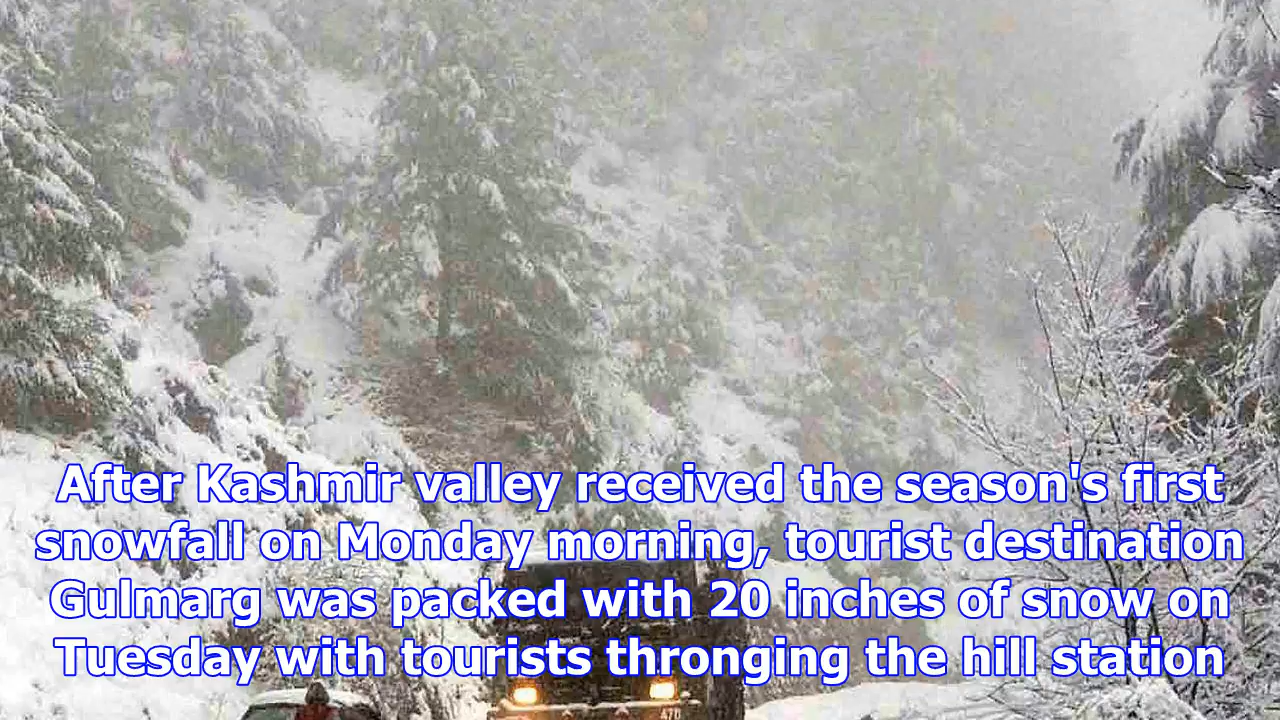 After Kashmir valley received the season's first
snowfall on Monday morning, tourist destination
Gulmarg was packed with 20 inches of snow on
Tuesday with tourists thronging the hill station
470